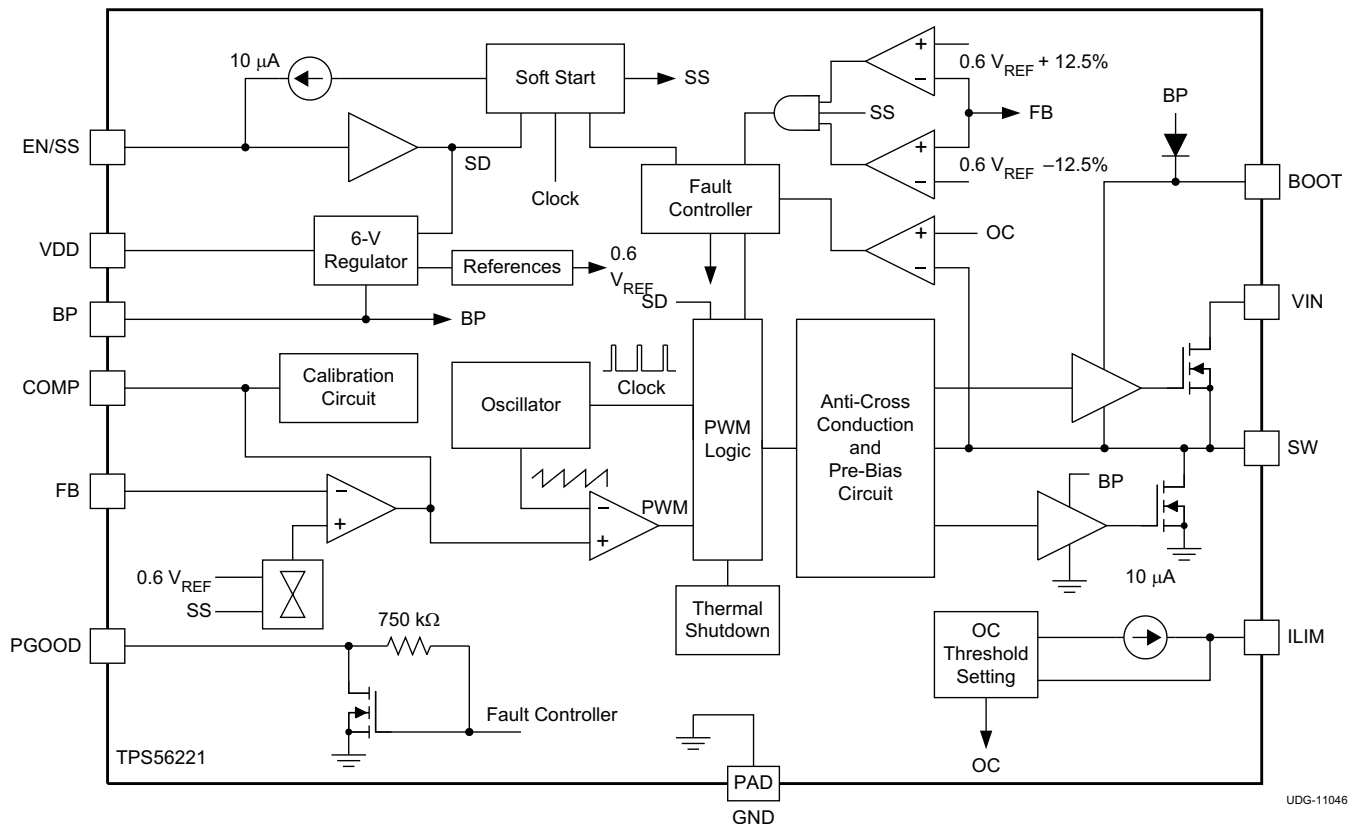 10 µA
Soft Start
SS
+
−
0.6 VREF + 12.5%
SS
FB
+
−
0.6 VREF –12.5%
BP
EN/SS
SD
Clock
Fault
Controller
BOOT
VDD
6-V
Regulator
References
0.6
VREF
SD
+
−
OC
BP
BP
VIN
COMP
Calibration
Circuit
Oscillator
Clock
PWM
Logic
Anti-Cross
Conduction
and
Pre-Bias
Circuit
SW
FB
−
+
−
+
PWM
BP
0.6 VREF
SS
10 µA
Thermal
Shutdown
PGOOD
750 kΩ
OC
Threshold
Setting
ILIM
Fault Controller
OC
TPS56221
PAD
GND
UDG-11046